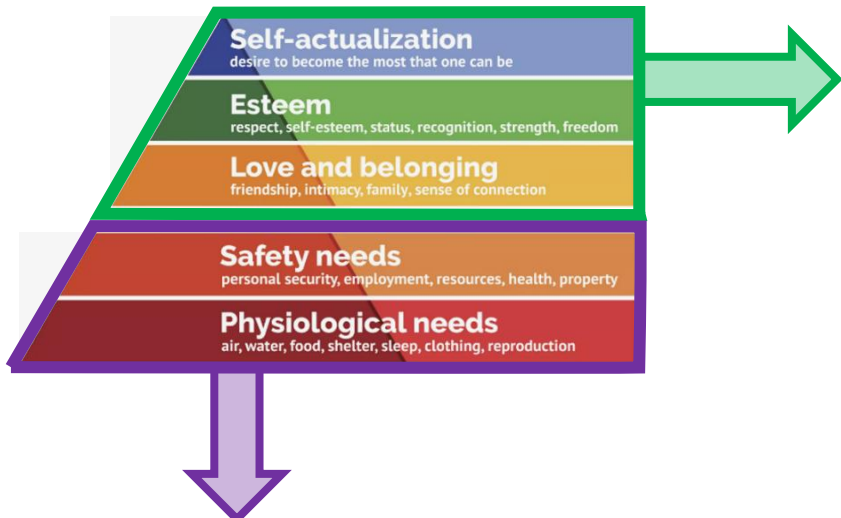 Self-actualization
desire to become the most that one can be
Esteem
respect, self-esteem, status, recognition, strength, freedom
Love and belonging
friendship, intimacy, family, sense of connection
Safety needs
personal security, employment, resources, health, property
Physiological needs
air, water, food, shelter, sleep, clothing, reproduction